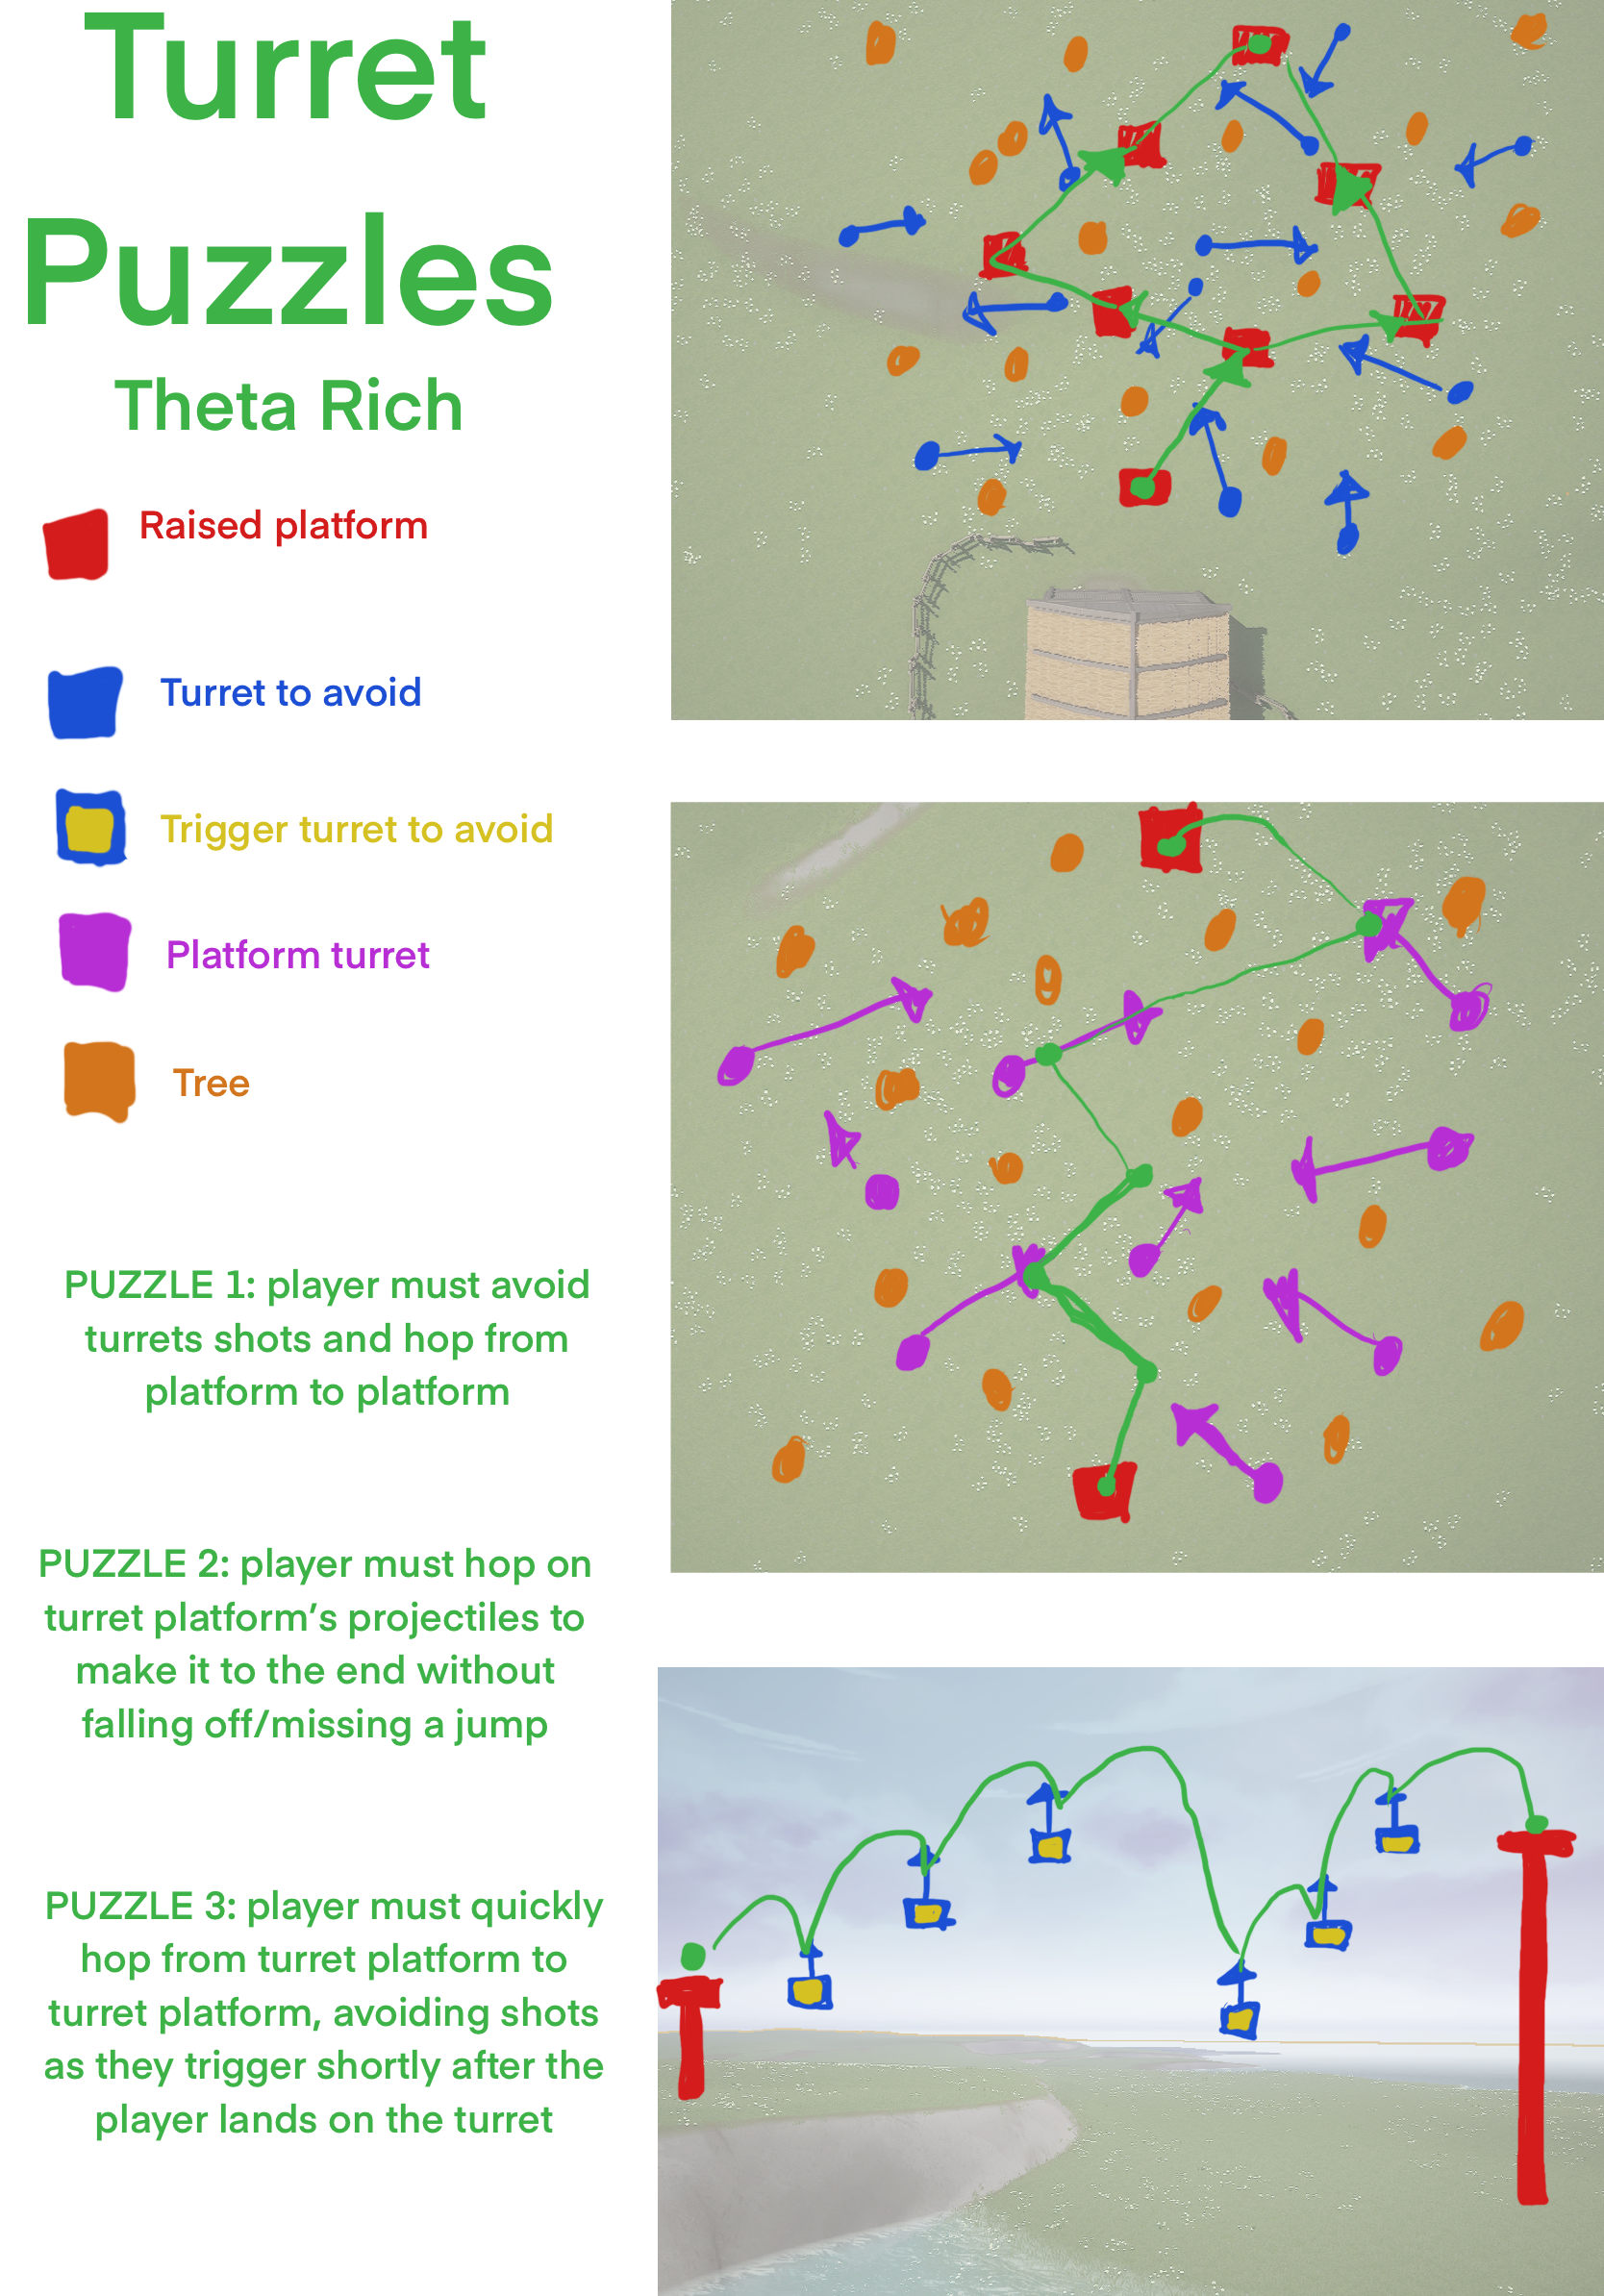 Turret
Puzzles
Theta Rich
Raised platform
Turret to avoid
Trigger turret to avoid
Platform turret
Tree
PUZZLE 1: player must avoid
turrets shots and hop from
platform to platform
PUZZLE 2: player must hop on
turret platform's projectiles to
make it to the end without
falling off/missing a jump
PUZZLE 3: player must quickly
hop from turret platform to
turret platform, avoiding shots
as they trigger shortly after the
player lands on the turret